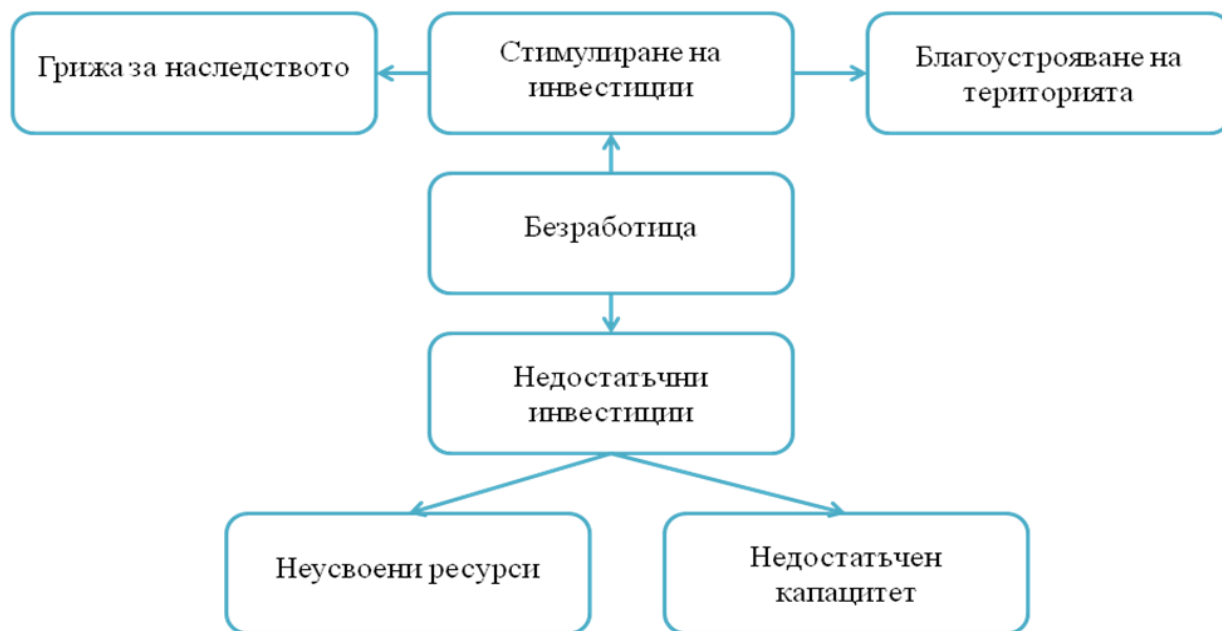 Грижа за наследството
Стимулиране на
инвестиции
Благоустрояване на
територията
Безработица
Недостатъчни
инвестиции
Неусвоени ресурси
Недостатъчен
капацитет